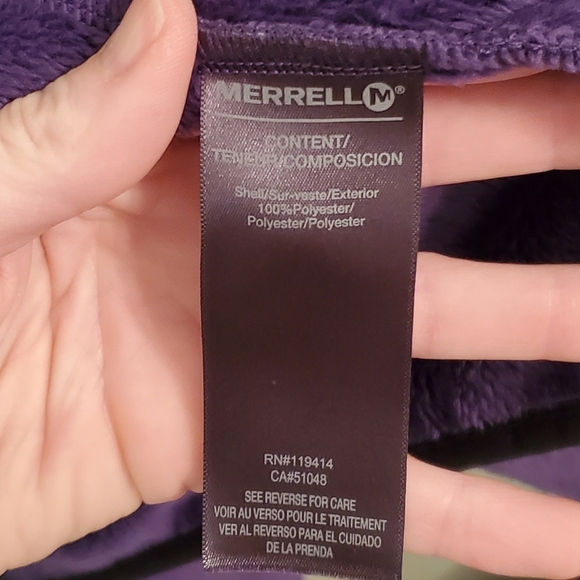 MERRELL M®
CONTENT/
TENEUR/COMPOSICION
Shell/Sur-veste/Exterior
100%Polyester/
Polyester/Polyester
RN#119414
CA#51048
SEE REVERSE FOR CARE
VOIR AU VERSO POUR LE TRAITEMENT
VER AL REVERSO PARA EL CUIDADO
DE LA PRENDA